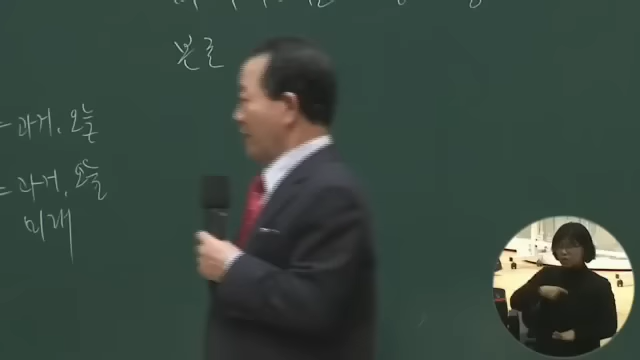 본론
- 과거, 오늘
= 과거, 오늘
미래